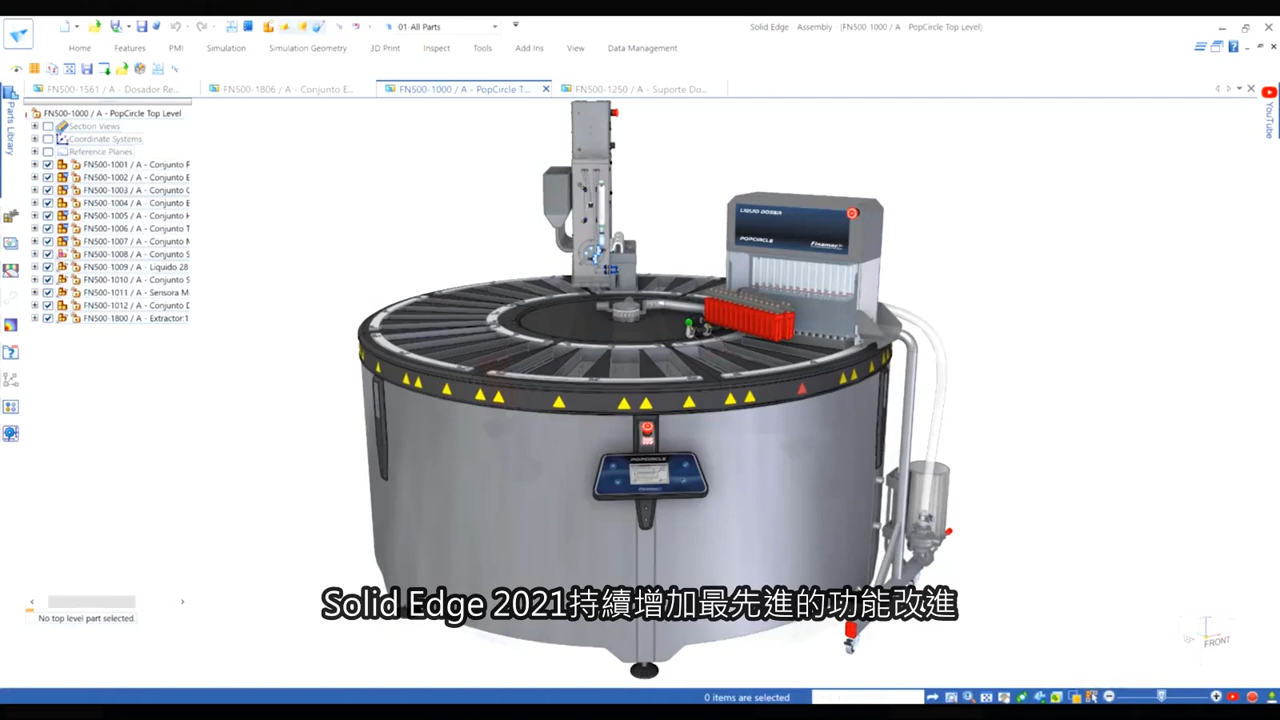 01-All Parts
Solid Edge Assembly [FN500-1000 / A - PopCircle Top Level]
Home Features PMI Simulation Simulation Geometry 3D Print Inspect Tools Add Ins View Data Management
FN500-1561 / A - Dosador Re...
FN500-1806 / A - Conjunto E...
FN500-1000 / A - PopCircle T...
FN500-1250 / A - Suporte Do...
Parts Library
YouTube
FN500-1000 / A - PopCircle Top Level
Section Views
Coordinate Systems
Reference Planes
FN500-1001 / A - Conjunto F
FN500-1002 / A - Conjunto E
FN500-1003 / A - Conjunto C
FN500-1004 / A - Conjunto E
FN500-1005 / A - Conjunto H
FN500-1006 / A - Conjunto T
FN500-1007 / A - Conjunto M
FN500-1008 / A - Conjunto S
FN500-1009 / A - Liquido 28
FN500-1010 / A - Conjunto S
FN500-1011 / A - Sensora M
FN500-1012 / A - Conjunto D
FN500-1800 / A - Extractor:1
LIQUID DOSER
POPCIRCLE
Finamac
POPCIRCLE
Solid Edge 2021持續增加最先進的功能改進
No top level part selected.
FRONT
0 items are selected